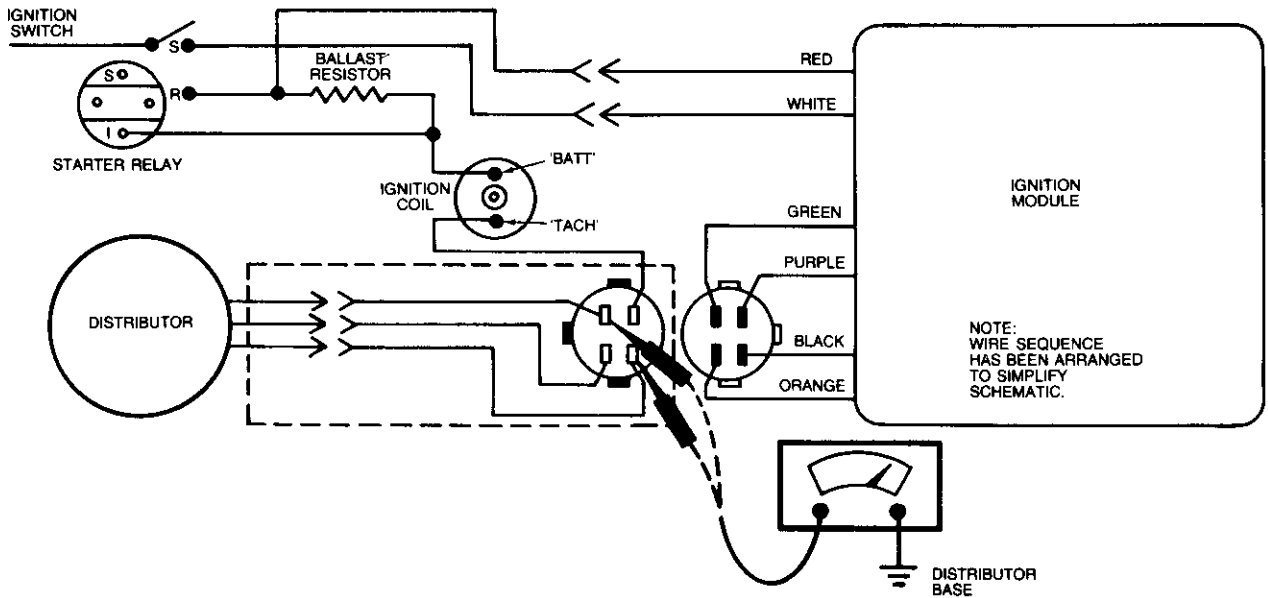 IGNITION
SWITCH
S
BALLAST
RESISTOR
RED
S
R
WHITE
I
STARTER RELAY
'BATT'
IGNITION
COIL
'TACH'
IGNITION
MODULE
GREEN
PURPLE
DISTRIBUTOR
BLACK
ORANGE
NOTE:
WIRE SEQUENCE
HAS BEEN ARRANGED
TO SIMPLIFY
SCHEMATIC.
DISTRIBUTOR
BASE